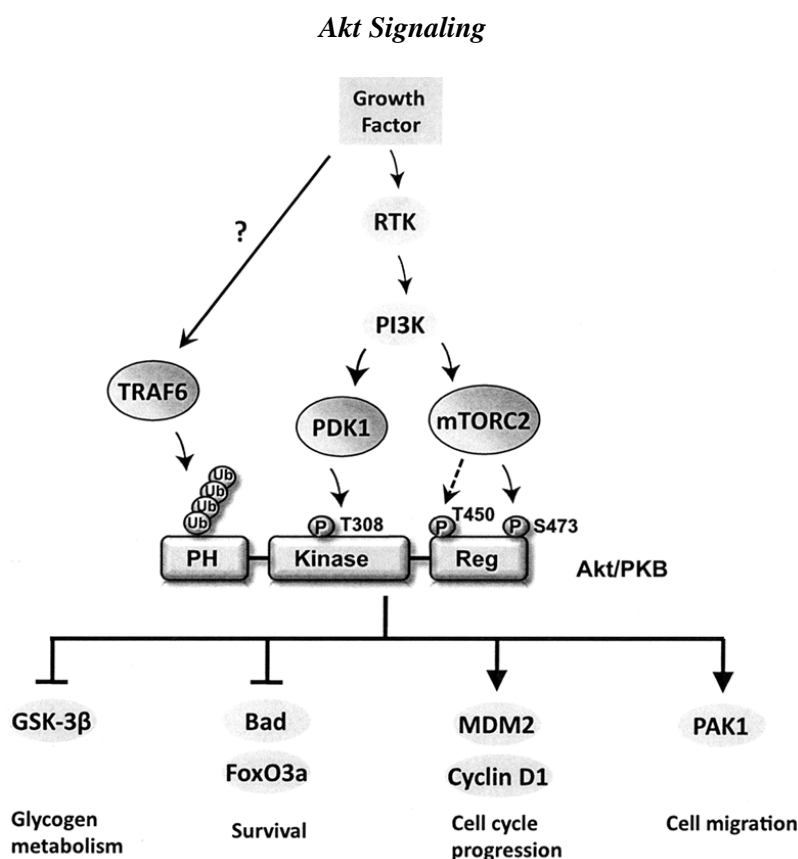 Akt Signaling
Growth
Factor
?
RTK
PI3K
TRAF6
PDK1
mTORC2
Ub
Ub
Ub
Ub
P T308
P T450
P S473
PH
Kinase
Reg
Akt/PKB
GSK-3β
Bad
MDM2
PAK1
FoxO3a
Cyclin D1
Glycogen
metabolism
Survival
Cell cycle
progression
Cell migration